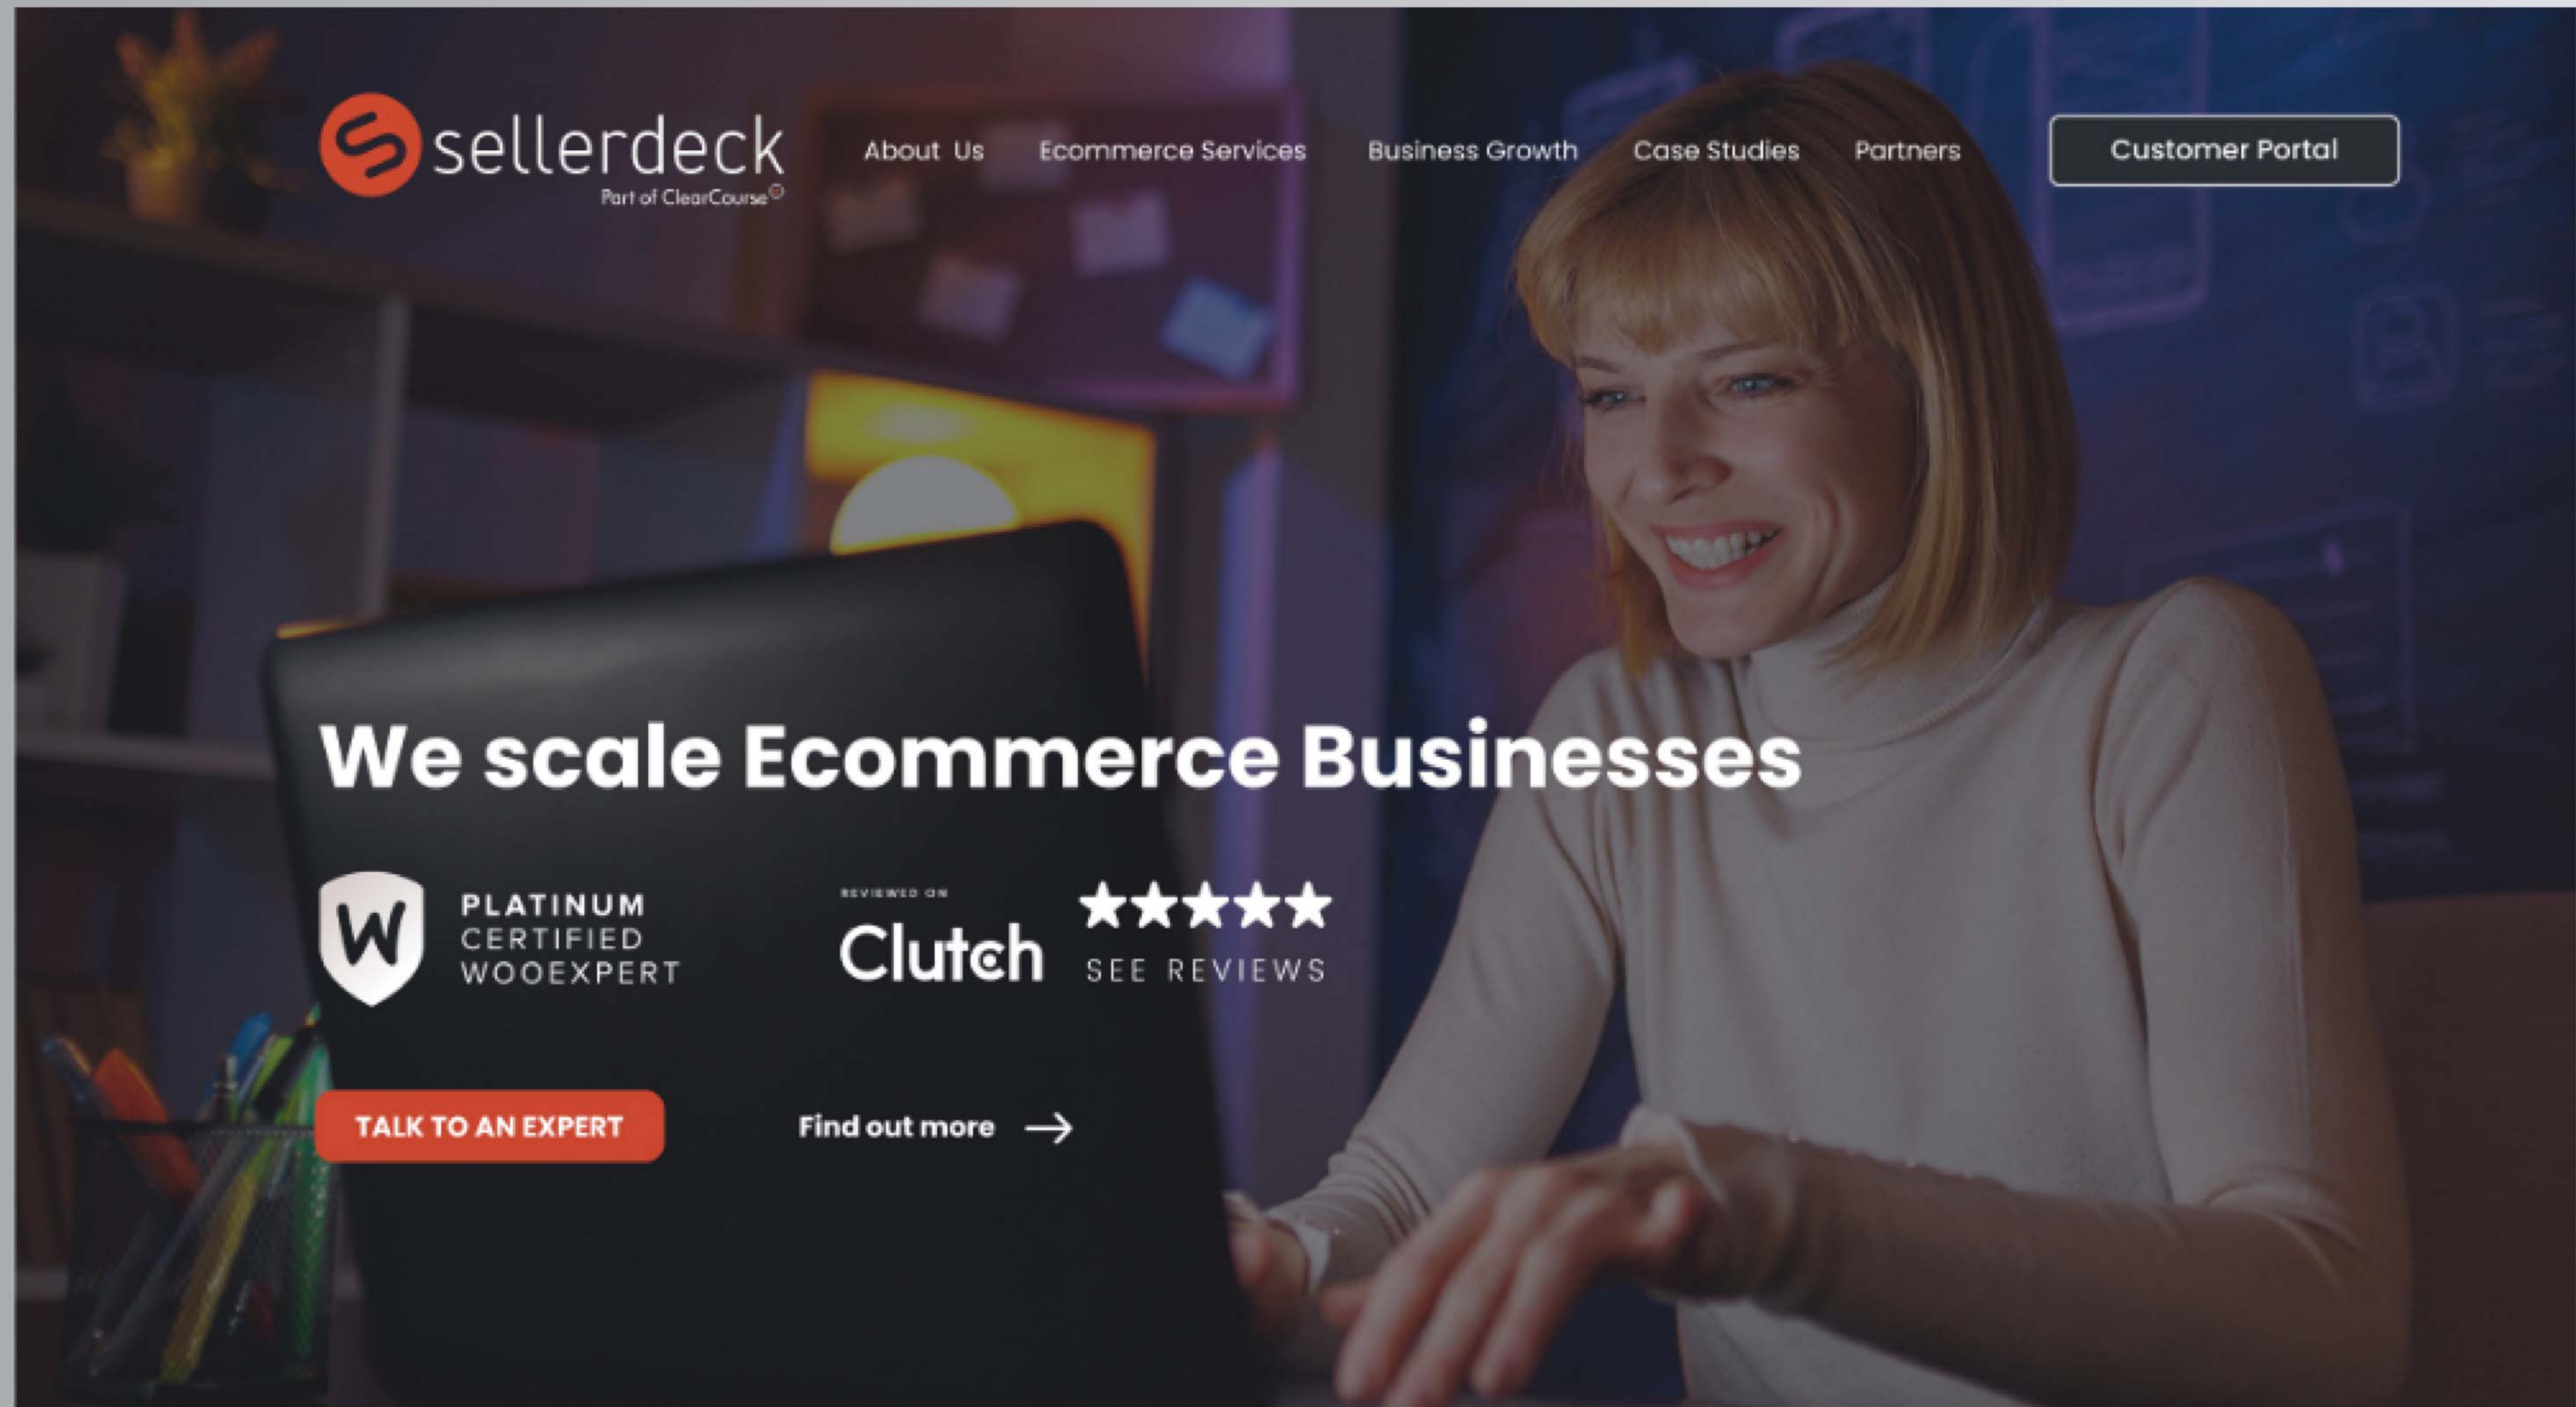 sellerdeck
Part of ClearCourse
About Us
Ecommerce Services
Business Growth
Case Studies
Partners
Customer Portal
We scale Ecommerce Businesses
W
PLATINUM
CERTIFIED
WOOEXPERT
REVIEWED ON
Clutch
SEE REVIEWS
TALK TO AN EXPERT
Find out more